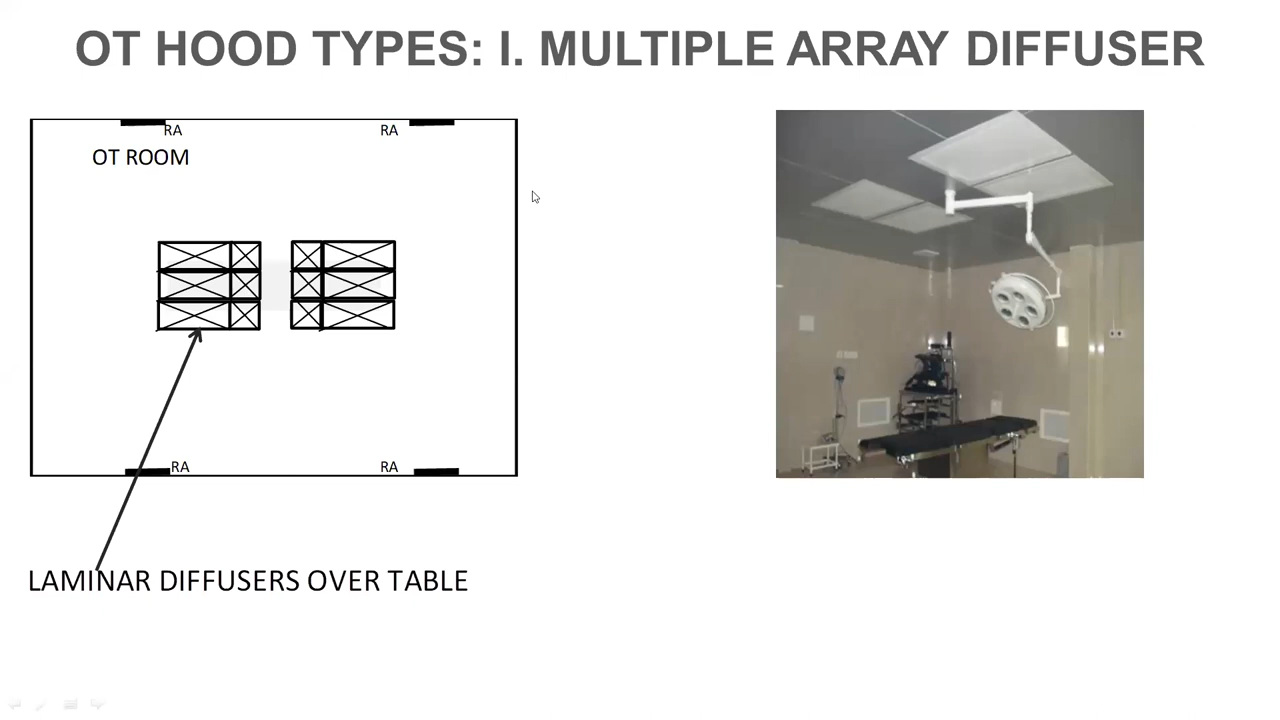 OT HOOD TYPES: I. MULTIPLE ARRAY DIFFUSER
RA
RA
OT ROOM
RA
RA
LAMINAR DIFFUSERS OVER TABLE